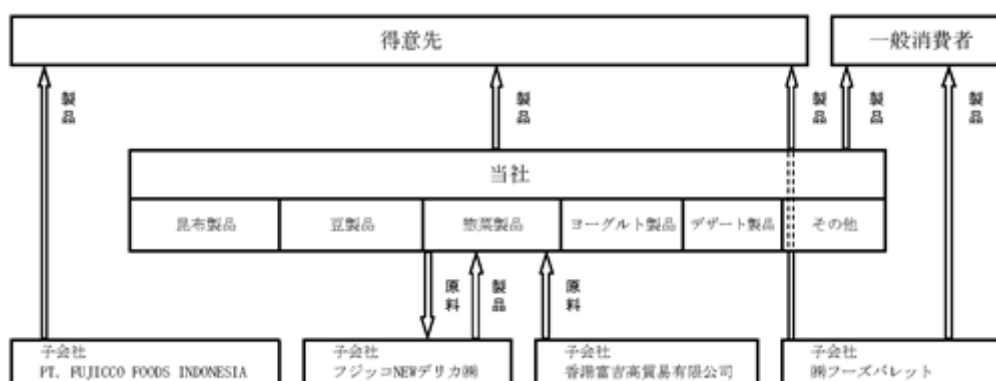 得意先
一般消費者
製品
製品
製品
製品
製品
当社
昆布製品
豆製品
惣菜製品
ヨーグルト製品
デザート製品
その他
原料
製品
原料
子会社
PT. FUJICCO FOODS INDONESIA
子会社
フジッコNEWデリカ㈱
子会社
香港富吉高貿易有限公司
子会社
㈱フーズパレット